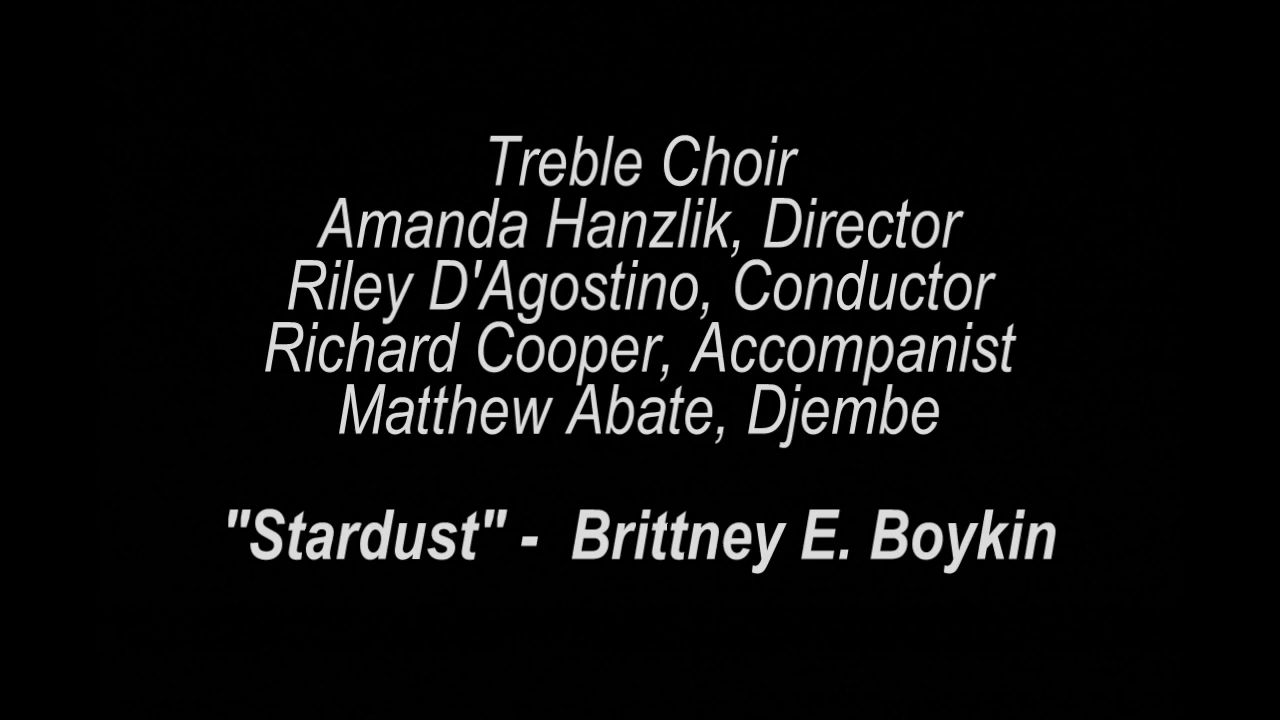 Treble Choir
Amanda Hanzlik, Director
Riley D'Agostino, Conductor
Richard Cooper, Accompanist
Matthew Abate, Djembe
"Stardust" -  Brittney E. Boykin